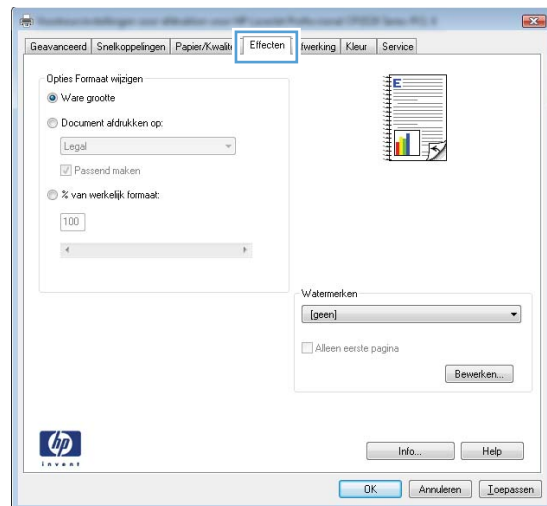 Geavanceerd Snelkoppelingen Papier/Kwalite Effecten fwerking Kleur Service
Opties Formaat wijzigen
Ware grootte
Document afdrukken op:
Legal
Passend maken
% van werkelijk formaat:
100
E
Watermerken
[geen]
Alleen eerste pagina
Bewerken...
hp
invent
Info... Help
OK Annuleren Toepassen